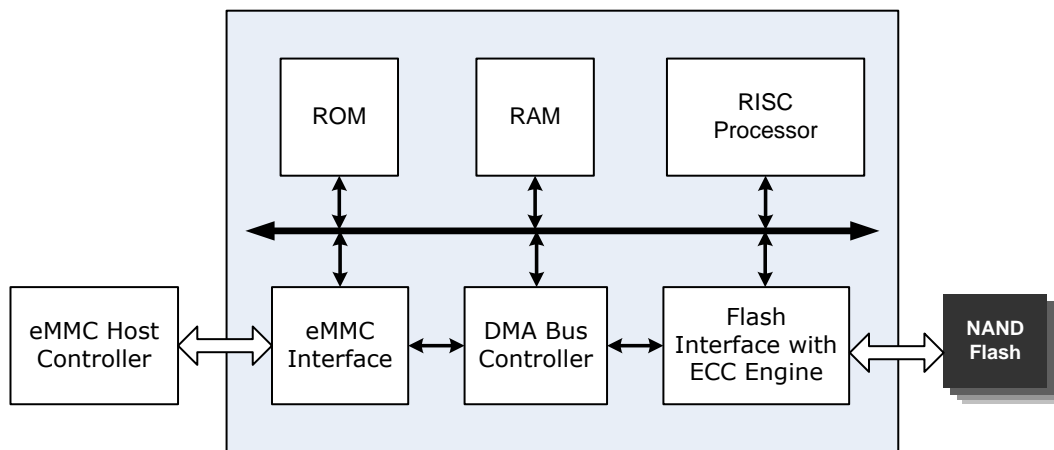 ROM
RAM
RISC
Processor
eMMC Host
Controller
eMMC
Interface
DMA Bus
Controller
Flash
Interface with
ECC Engine
NAND
Flash